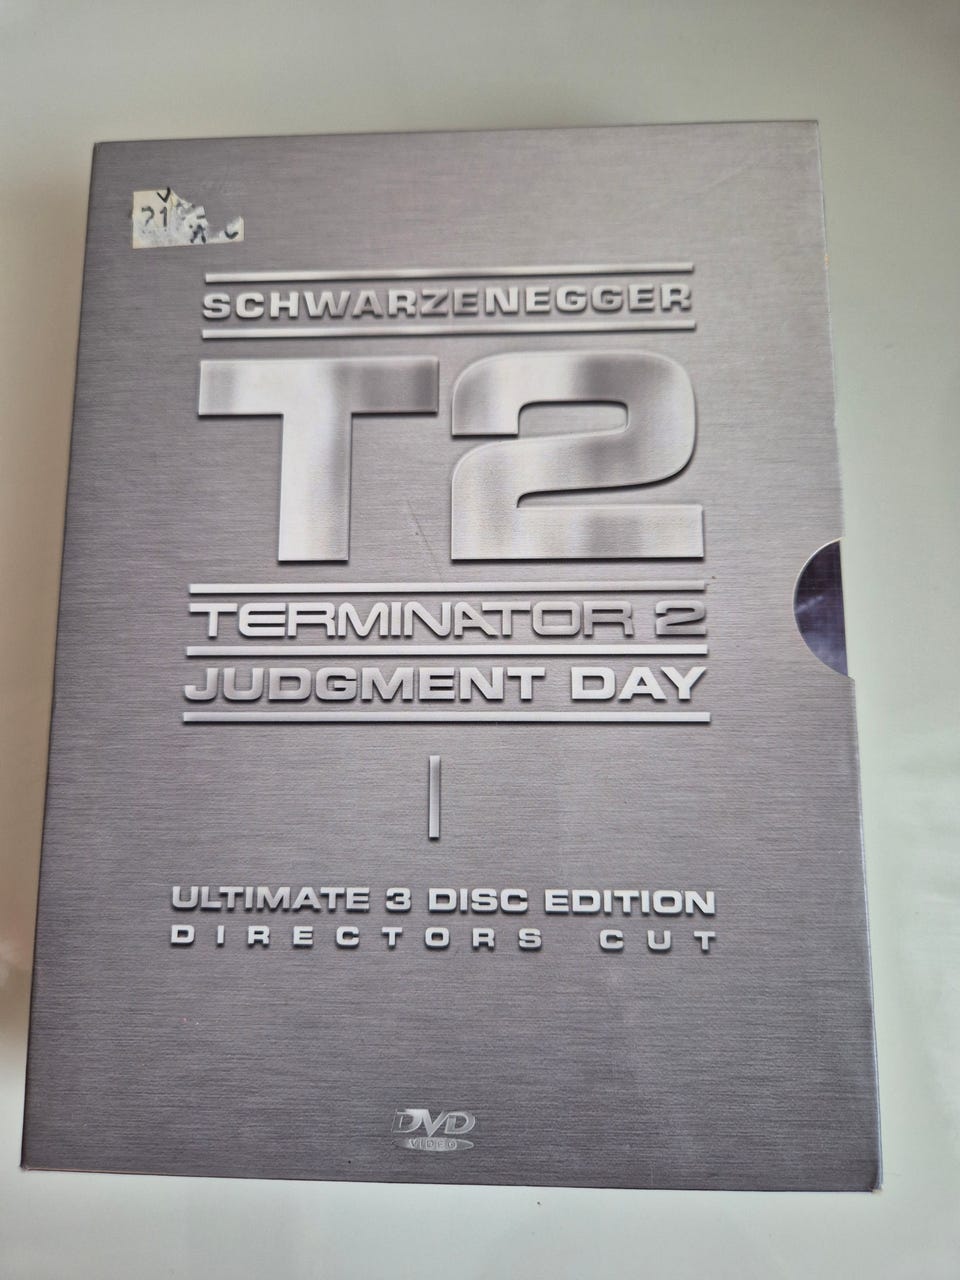 SCHWARZENEGGER
T2
TERMINATOR 2
JUDGMENT DAY
ULTIMATE 3 DISC EDITION
DIRECTORS CUT
DVD
VIDEO